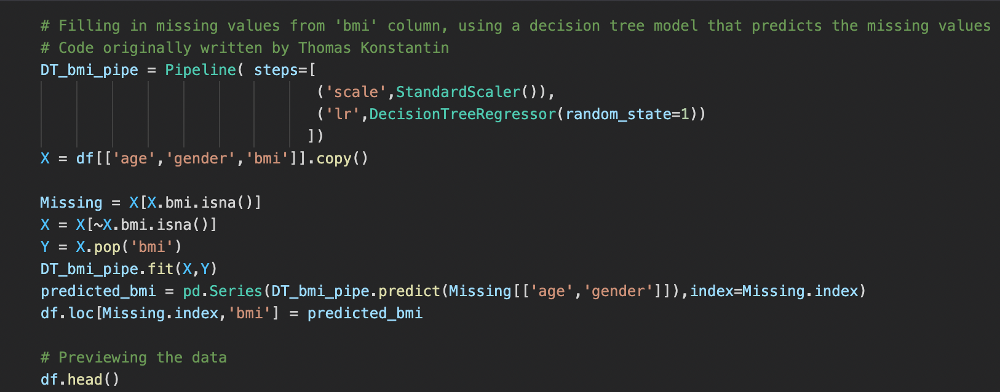 # Filling in missing values from 'bmi' column, using a decision tree model that predicts the missing values
# Code originally written by Thomas Konstantin
DT_bmi_pipe = Pipeline( steps=[
('scale',StandardScaler()),
('lr',DecisionTreeRegressor(random_state=1))
])
X = df[['age','gender','bmi']].copy()
Missing = X[X.bmi.isna()]
X = X[~X.bmi.isna()]
Y = X.pop('bmi')
DT_bmi_pipe.fit(X,Y)
predicted_bmi = pd.Series(DT_bmi_pipe.predict(Missing[['age','gender']]),index=Missing.index)
df.loc[Missing.index,'bmi'] = predicted_bmi
# Previewing the data
df.head()